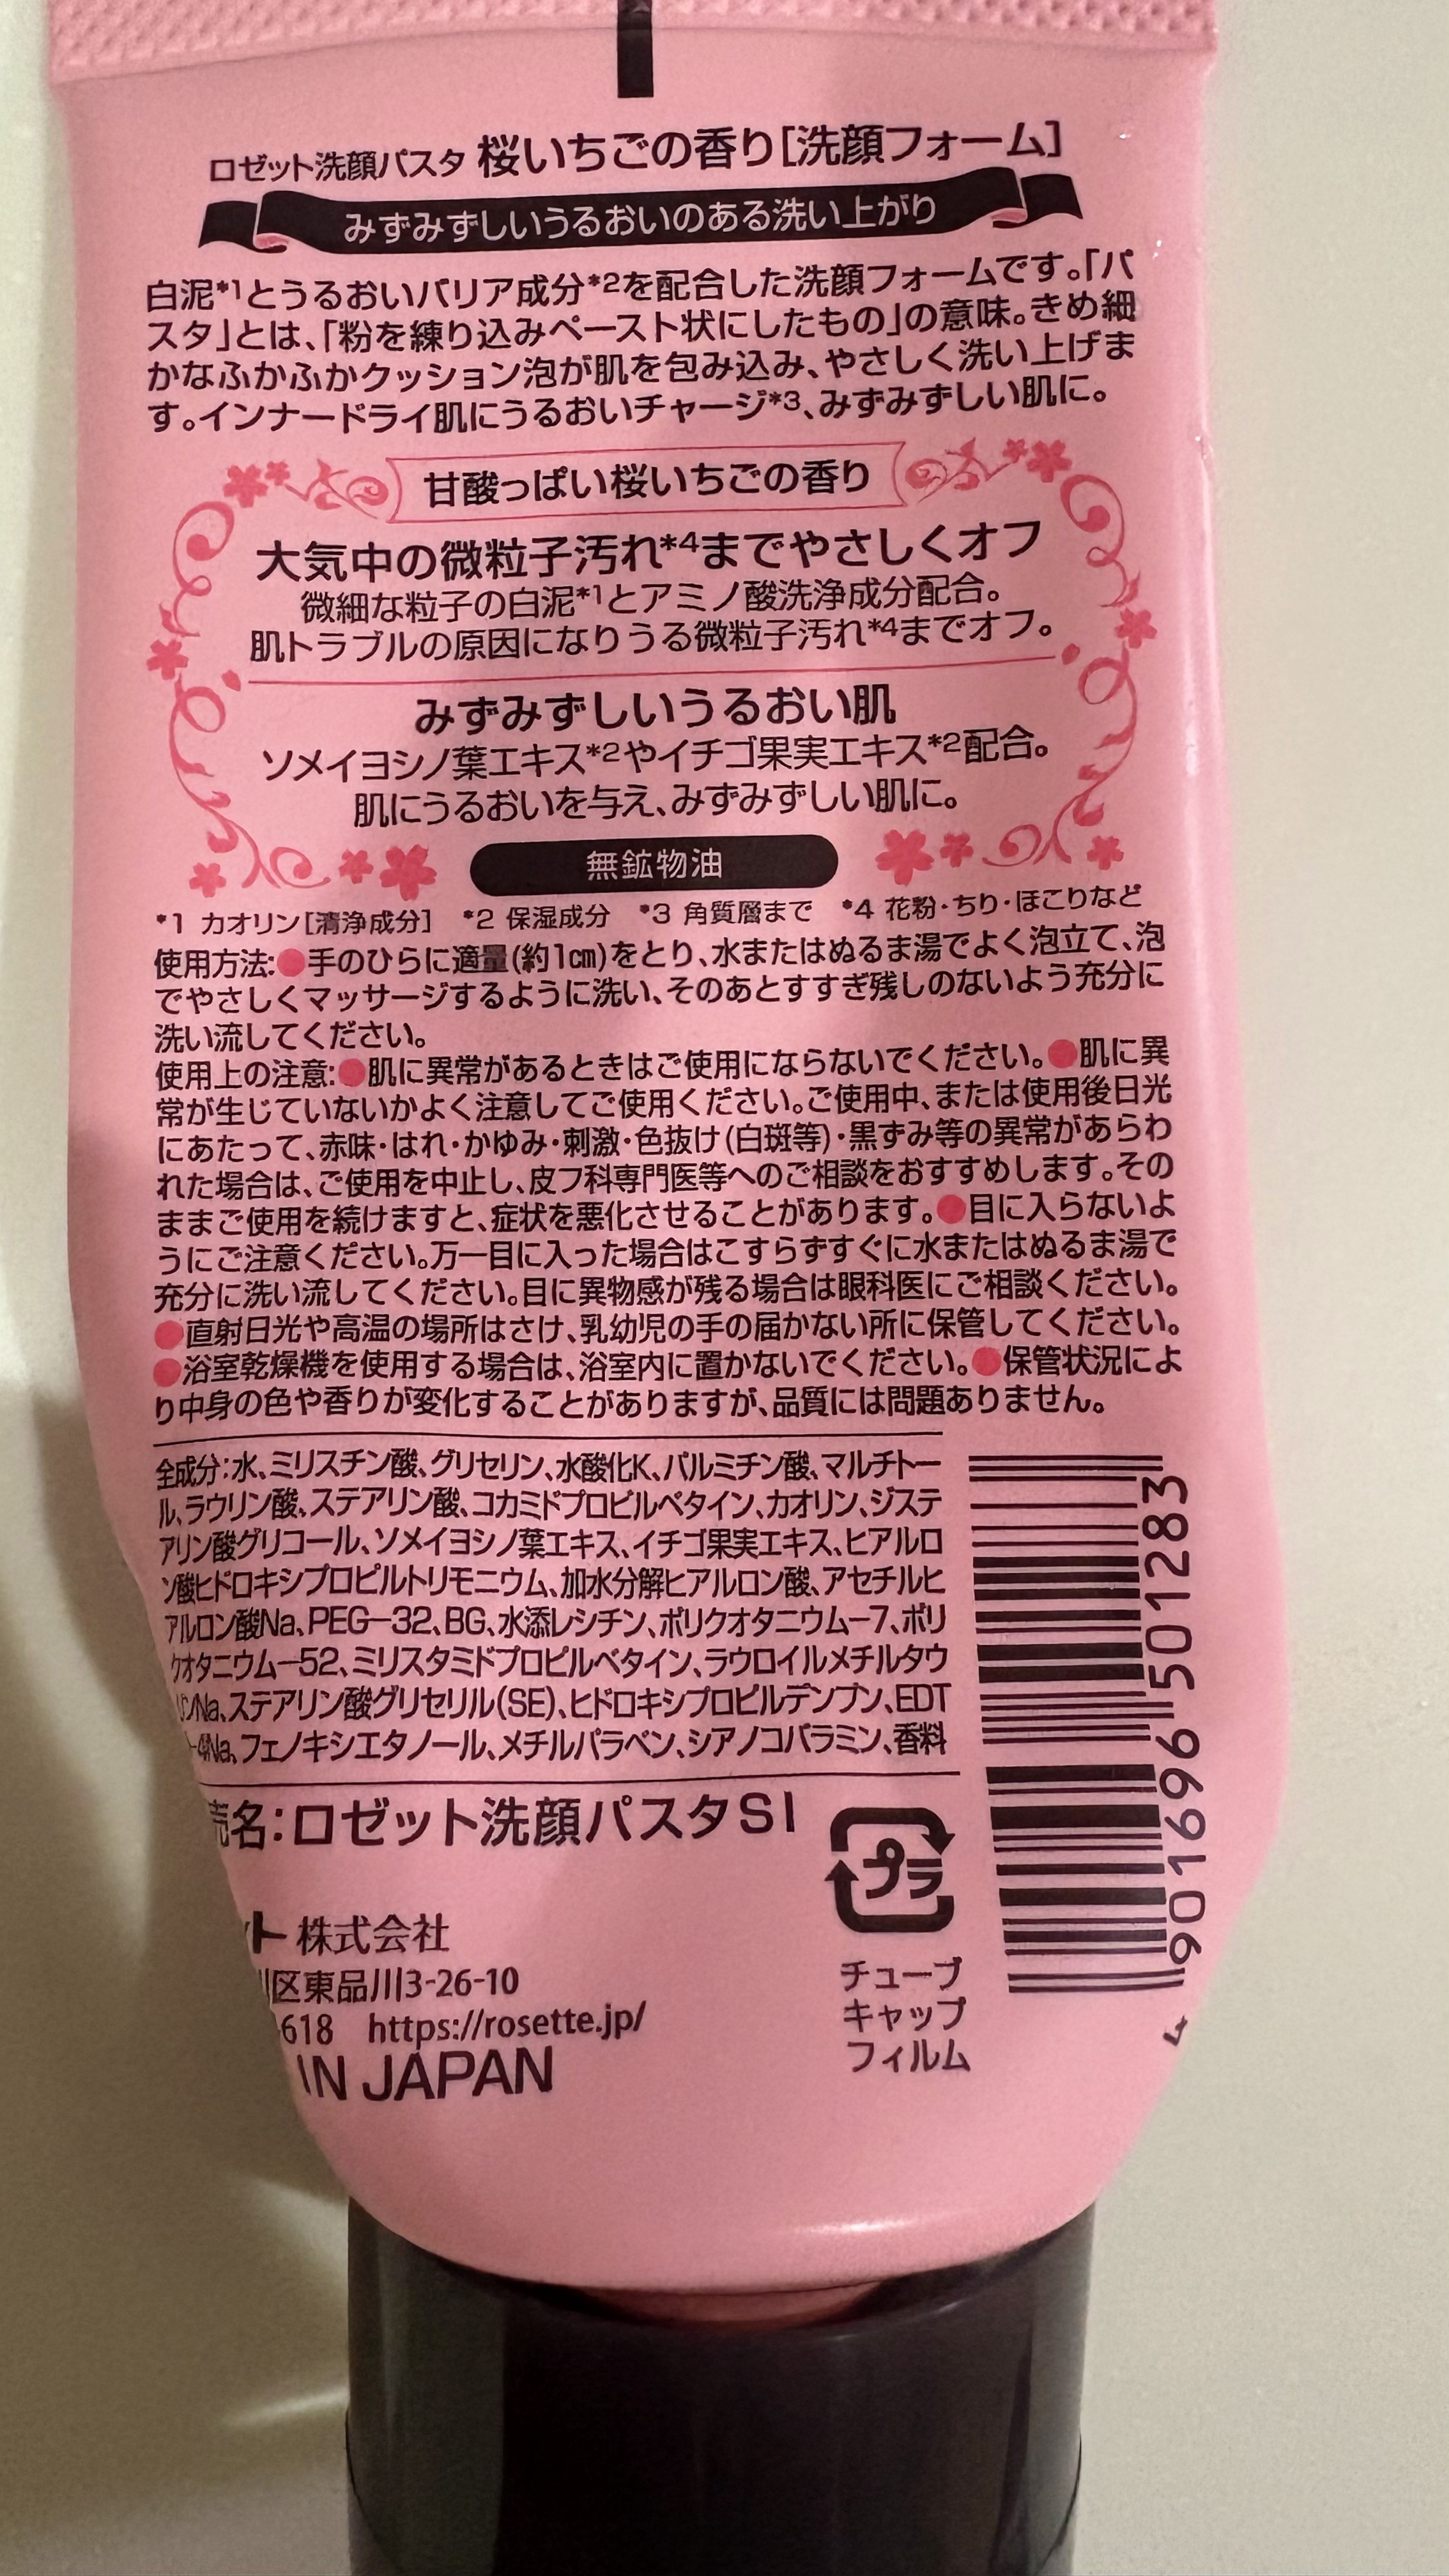 ロゼット洗顔パスタ 桜いちごの香り[洗顔フォーム]
みずみずしいうるおいのある洗い上がり
白泥*1とうるおいバリア成分*2を配合した洗顔フォームです。「パ
スタ」とは、「粉を練り込みペースト状にしたもの」の意味。きめ細
かなふかふかクッション泡が肌を包み込み、やさしく洗い上げま
す。インナードライ肌にうるおいチャージ*3、みずみずしい肌に。
甘酸っぱい桜いちごの香り
大気中の微粒子汚れ*4までやさしくオフ
微細な粒子の白泥*1とアミノ酸洗浄成分配合。
肌トラブルの原因になりうる微粒子汚れ*4までオフ。
みずみずしいうるおい肌
ソメイヨシノ葉エキス*2やイチゴ果実エキス*2配合。
肌にうるおいを与え、みずみずしい肌に。
無鉱物油
*1 カオリン[清浄成分] *2 保湿成分 *3 角質層まで *4 花粉・ちり・ほこりなど
使用方法:●手のひらに適量(約1㎝)をとり、水またはぬるま湯でよく泡立て、泡
でやさしくマッサージするように洗い、そのあとすすぎ残しのないよう充分に
洗い流してください。
使用上の注意:●肌に異常があるときはご使用にならないでください。●肌に異
常が生じていないかよく注意してご使用ください。ご使用中、または使用後日光
にあたって、赤味・はれ・かゆみ・刺激・色抜け(白斑等)・黒ずみ等の異常があらわ
れた場合は、ご使用を中止し、皮フ科専門医等へのご相談をおすすめします。その
ままご使用を続けますと、症状を悪化させることがあります。●目に入らないよ
うにご注意ください。万一目に入った場合はこすらずすぐに水またはぬるま湯で
充分に洗い流してください。目に異物感が残る場合は眼科医にご相談ください。
●直射日光や高温の場所はさけ、乳幼児の手の届かない所に保管してください。
●浴室乾燥機を使用する場合は、浴室内に置かないでください。●保管状況によ
り中身の色や香りが変化することがありますが、品質には問題ありません。
全成分:水、ミリスチン酸、グリセリン、水酸化K、パルミチン酸、マルチトー
ル、ラウリン酸、ステアリン酸、コカミドプロピルベタイン、カオリン、ジステ
アリン酸グリコール、ソメイヨシノ葉エキス、イチゴ果実エキス、ヒアルロ
ン酸ヒドロキシプロピルトリモニウム、加水分解ヒアルロン酸、アセチルヒ
アルロン酸Na、PEG-32、BG、水添レシチン、ポリクオタニウム-7、ポリ
クオタニウム-52、ミリスタミドプロピルベタイン、ラウロイルメチルタウ
リンNa、ステアリン酸グリセリル(SE)、ヒドロキシプロピルデンプン、EDT
-4Na、フェノキシエタノール、メチルパラベン、シアノコバラミン、香料
売名:ロゼット洗顔パスタSI
プラ
チューブ
キャップ
フィルム
ト 株式会社
区東品川3-26-10
618 https://rosette.jp/
IN JAPAN
4 901696 501283